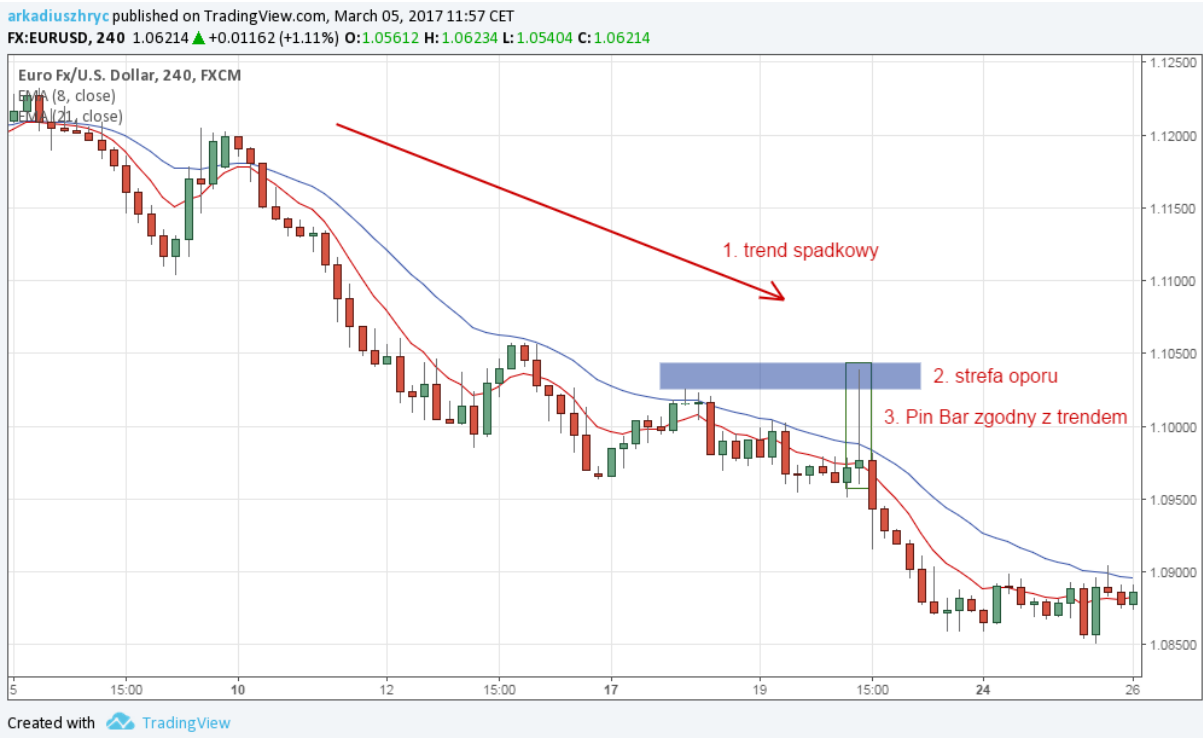 arkadiuszhryc published on TradingView.com, March 05, 2017 11:57 CET
FX:EURUSD, 240 1.06214 ▲ +0.01162 (+1.11%) O:1.05612 H:1.06234 L:1.05404 C:1.06214
Euro Fx/U.S. Dollar, 240, FXCM
EMA (8, close)
EMA (21, close)
1.12500
1.12000
1.11500
1.11000
1.10500
1.10000
1.09500
1.09000
1.08500
1. trend spadkowy
2. strefa oporu
3. Pin Bar zgodny z trendem
5 15:00 10 12 15:00 17 19 15:00 24 26
Created with TradingView